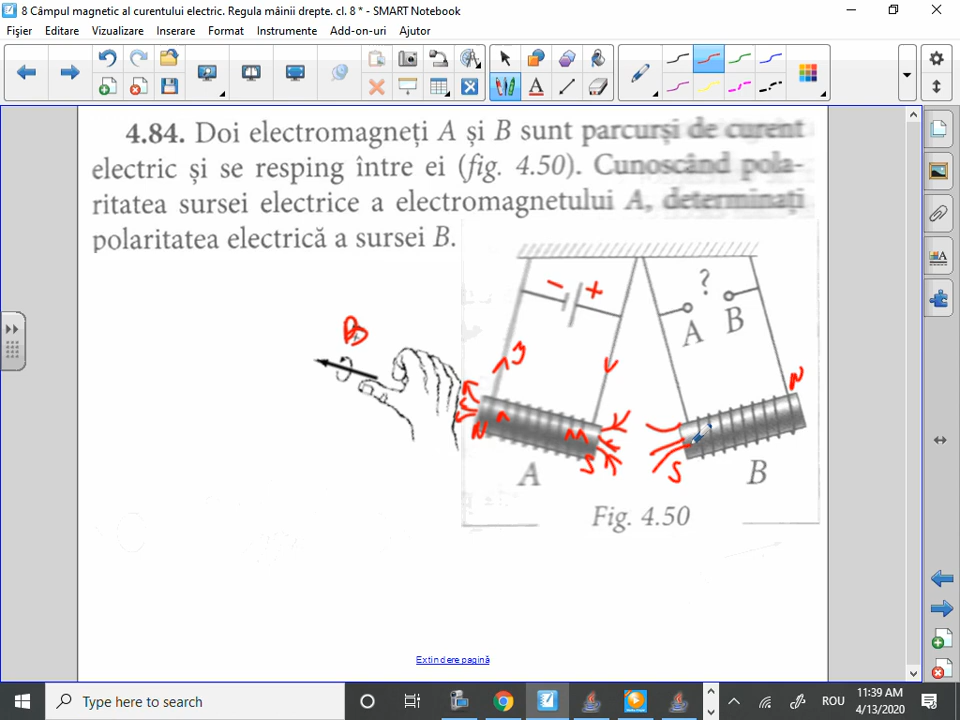 8 Câmpul magnetic al curentului electric. Regula mâinii drepte. cl. 8 * - SMART Notebook
Fișier Editare Vizualizare Inserare Format Instrumente Add-on-uri Ajutor
4.84. Doi electromagneți A și B sunt parcurși de curent
electric și se resping între ei (fig. 4.50). Cunoscând pola-
ritatea sursei electrice a electromagnetului A, determinați
polaritatea electrică a sursei B.
?
- +
A B
B
J
N
N
S
S
A
B
Fig. 4.50
Extindere pagină
Type here to search
ROU
11:39 AM
4/13/2020